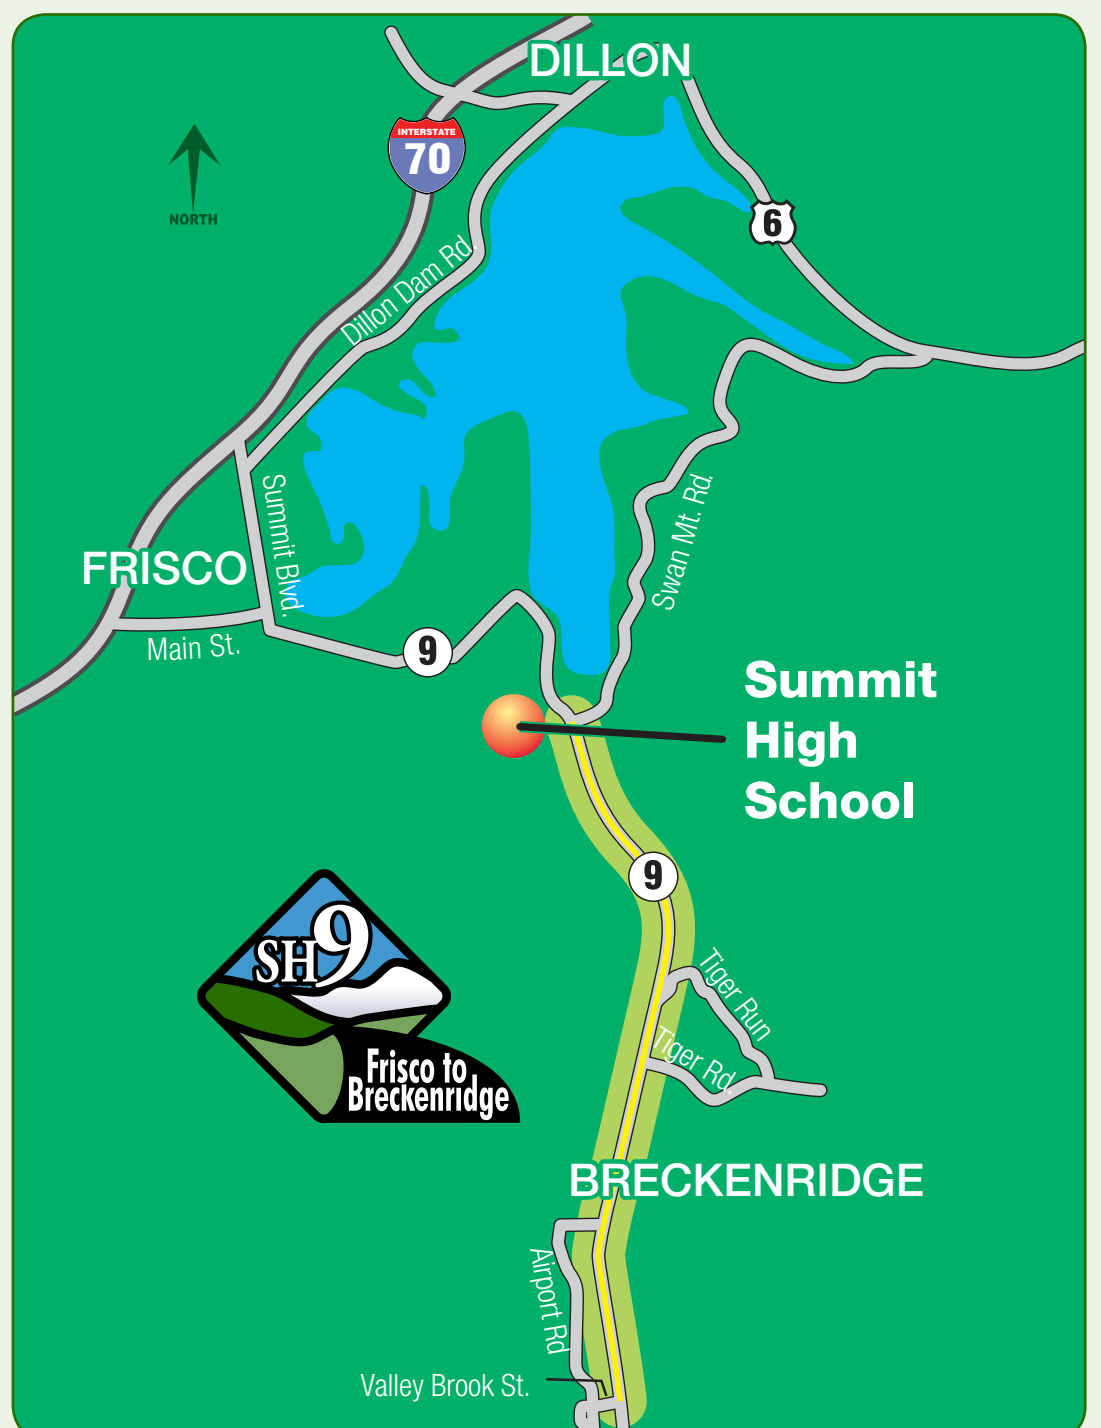 DILLON
INTERSTATE
70
NORTH
6
Dillon Dam Rd.
Summit Blvd.
Swan Mt. Rd.
FRISCO
Main St.
9
Summit
High
School
9
SH9
Tiger Run
Tiger Rd.
Frisco to
Breckenridge
BRECKENRIDGE
Airport Rd
Valley Brook St.